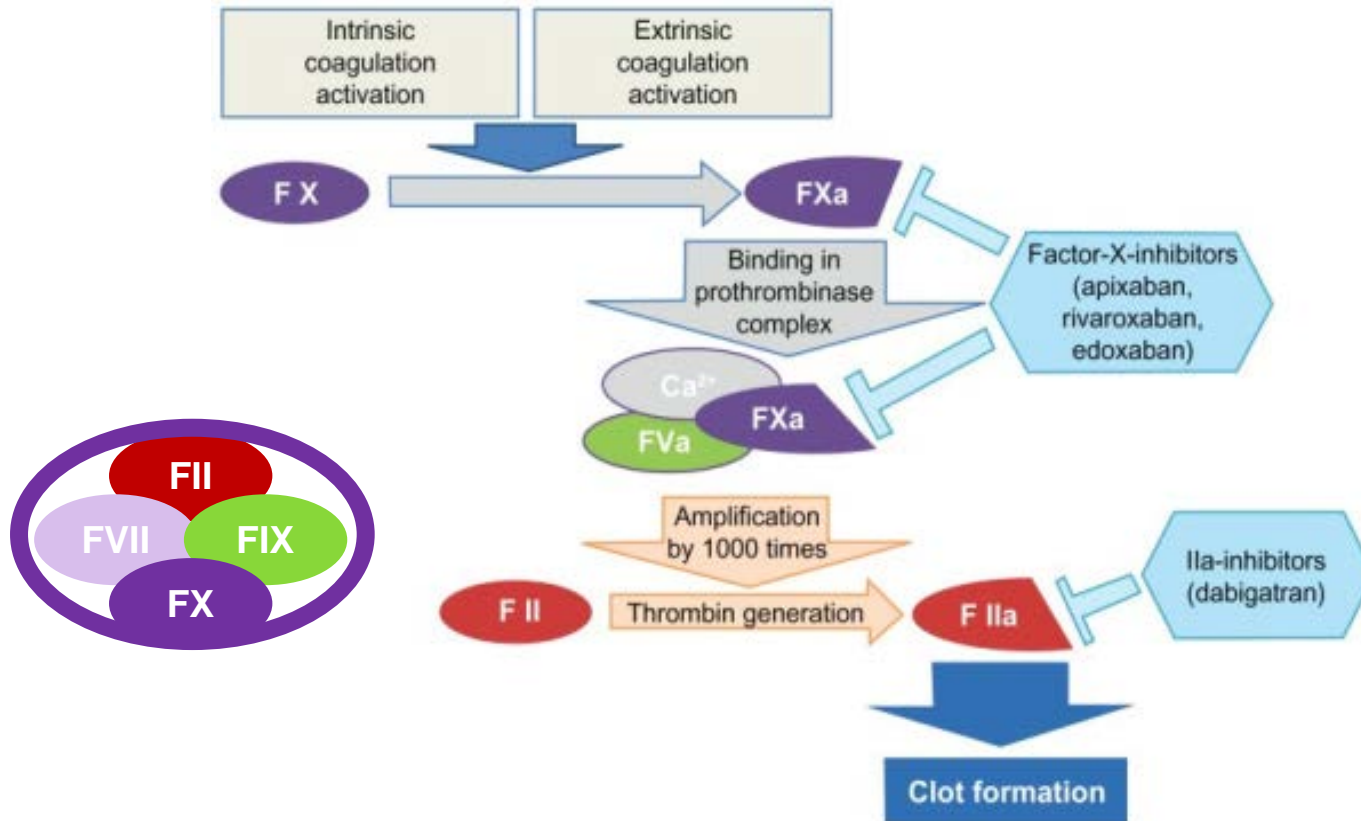 Intrinsic
coagulation
activation
Extrinsic
coagulation
activation
F X
FXa
Binding in
prothrombinase
complex
Factor-X-inhibitors
(apixaban,
rivaroxaban,
edoxaban)
Ca²⁺
FXa
FVa
FII
FVII
FIX
FX
Amplification
by 1000 times
F II
Thrombin generation
F IIa
IIa-inhibitors
(dabigatran)
Clot formation